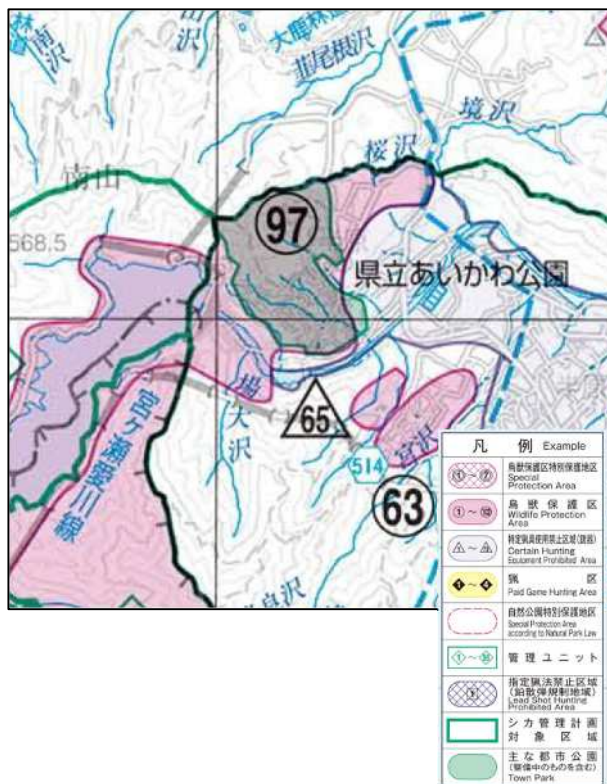 大鹿林道
林道
南沢
韮尾根沢
境沢
桜沢
南山
97
568.5
県立あいかわ公園
65
大沢
514
宮沢
63
宮ヶ瀬愛川線
凡 例 Example
①～⑦ 鳥獣保護区特別保護地区
Special
Protection Area
鳥獣保護区
Wildlife Protection
Area
特定猟具使用禁止区域(銃器)
Certain Hunting
Equipment Prohibited Area
1～4 猟区
Paid Game Hunting Area
自然公園特別保護地区
Special Protection Area
according to Natural Park Law
管理ユニット
指定猟法禁止区域
(鉛散弾規制地域)
Lead Shot Hunting
Prohibited Area
シカ管理計画
対象区域
主な都市公園
(整備中のものを含む)
Town Park